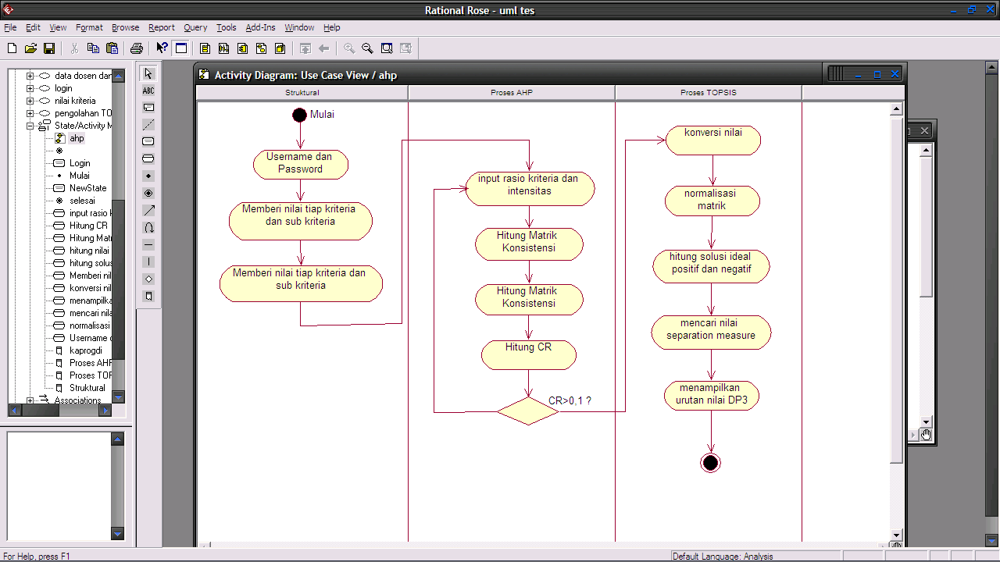 Rational Rose - uml tes
File Edit View Format Browse Report Query Tools Add-Ins Window Help
ABC
data dosen dar
login
nilai kriteria
pengolahan TO
State/Activity M
ahp
Login
Mulai
NewState
selesai
input rasio k
Hitung CR
Hitung Matr
hitung nilai
hitung solus
Memberi nil
konversi nil
menampilka
mencari nila
normalisasi
Username d
kaprogdi
Proses AHF
Proses TOF
Struktural
Associations
Activity Diagram: Use Case View / ahp
Struktural
Proses AHP
Proses TOPSIS
Mulai
Username dan
Password
Memberi nilai tiap kriteria
dan sub kriteria
Memberi nilai tiap kriteria dan
sub kriteria
input rasio kriteria dan
intensitas
Hitung Matrik
Konsistensi
Hitung Matrik
Konsistensi
Hitung CR
CR>0,1 ?
konversi nilai
normalisasi
matrik
hitung solusi ideal
positif dan negatif
mencari nilai
separation measure
menampilkan
urutan nilai DP3
For Help, press F1
Default Language: Analysis